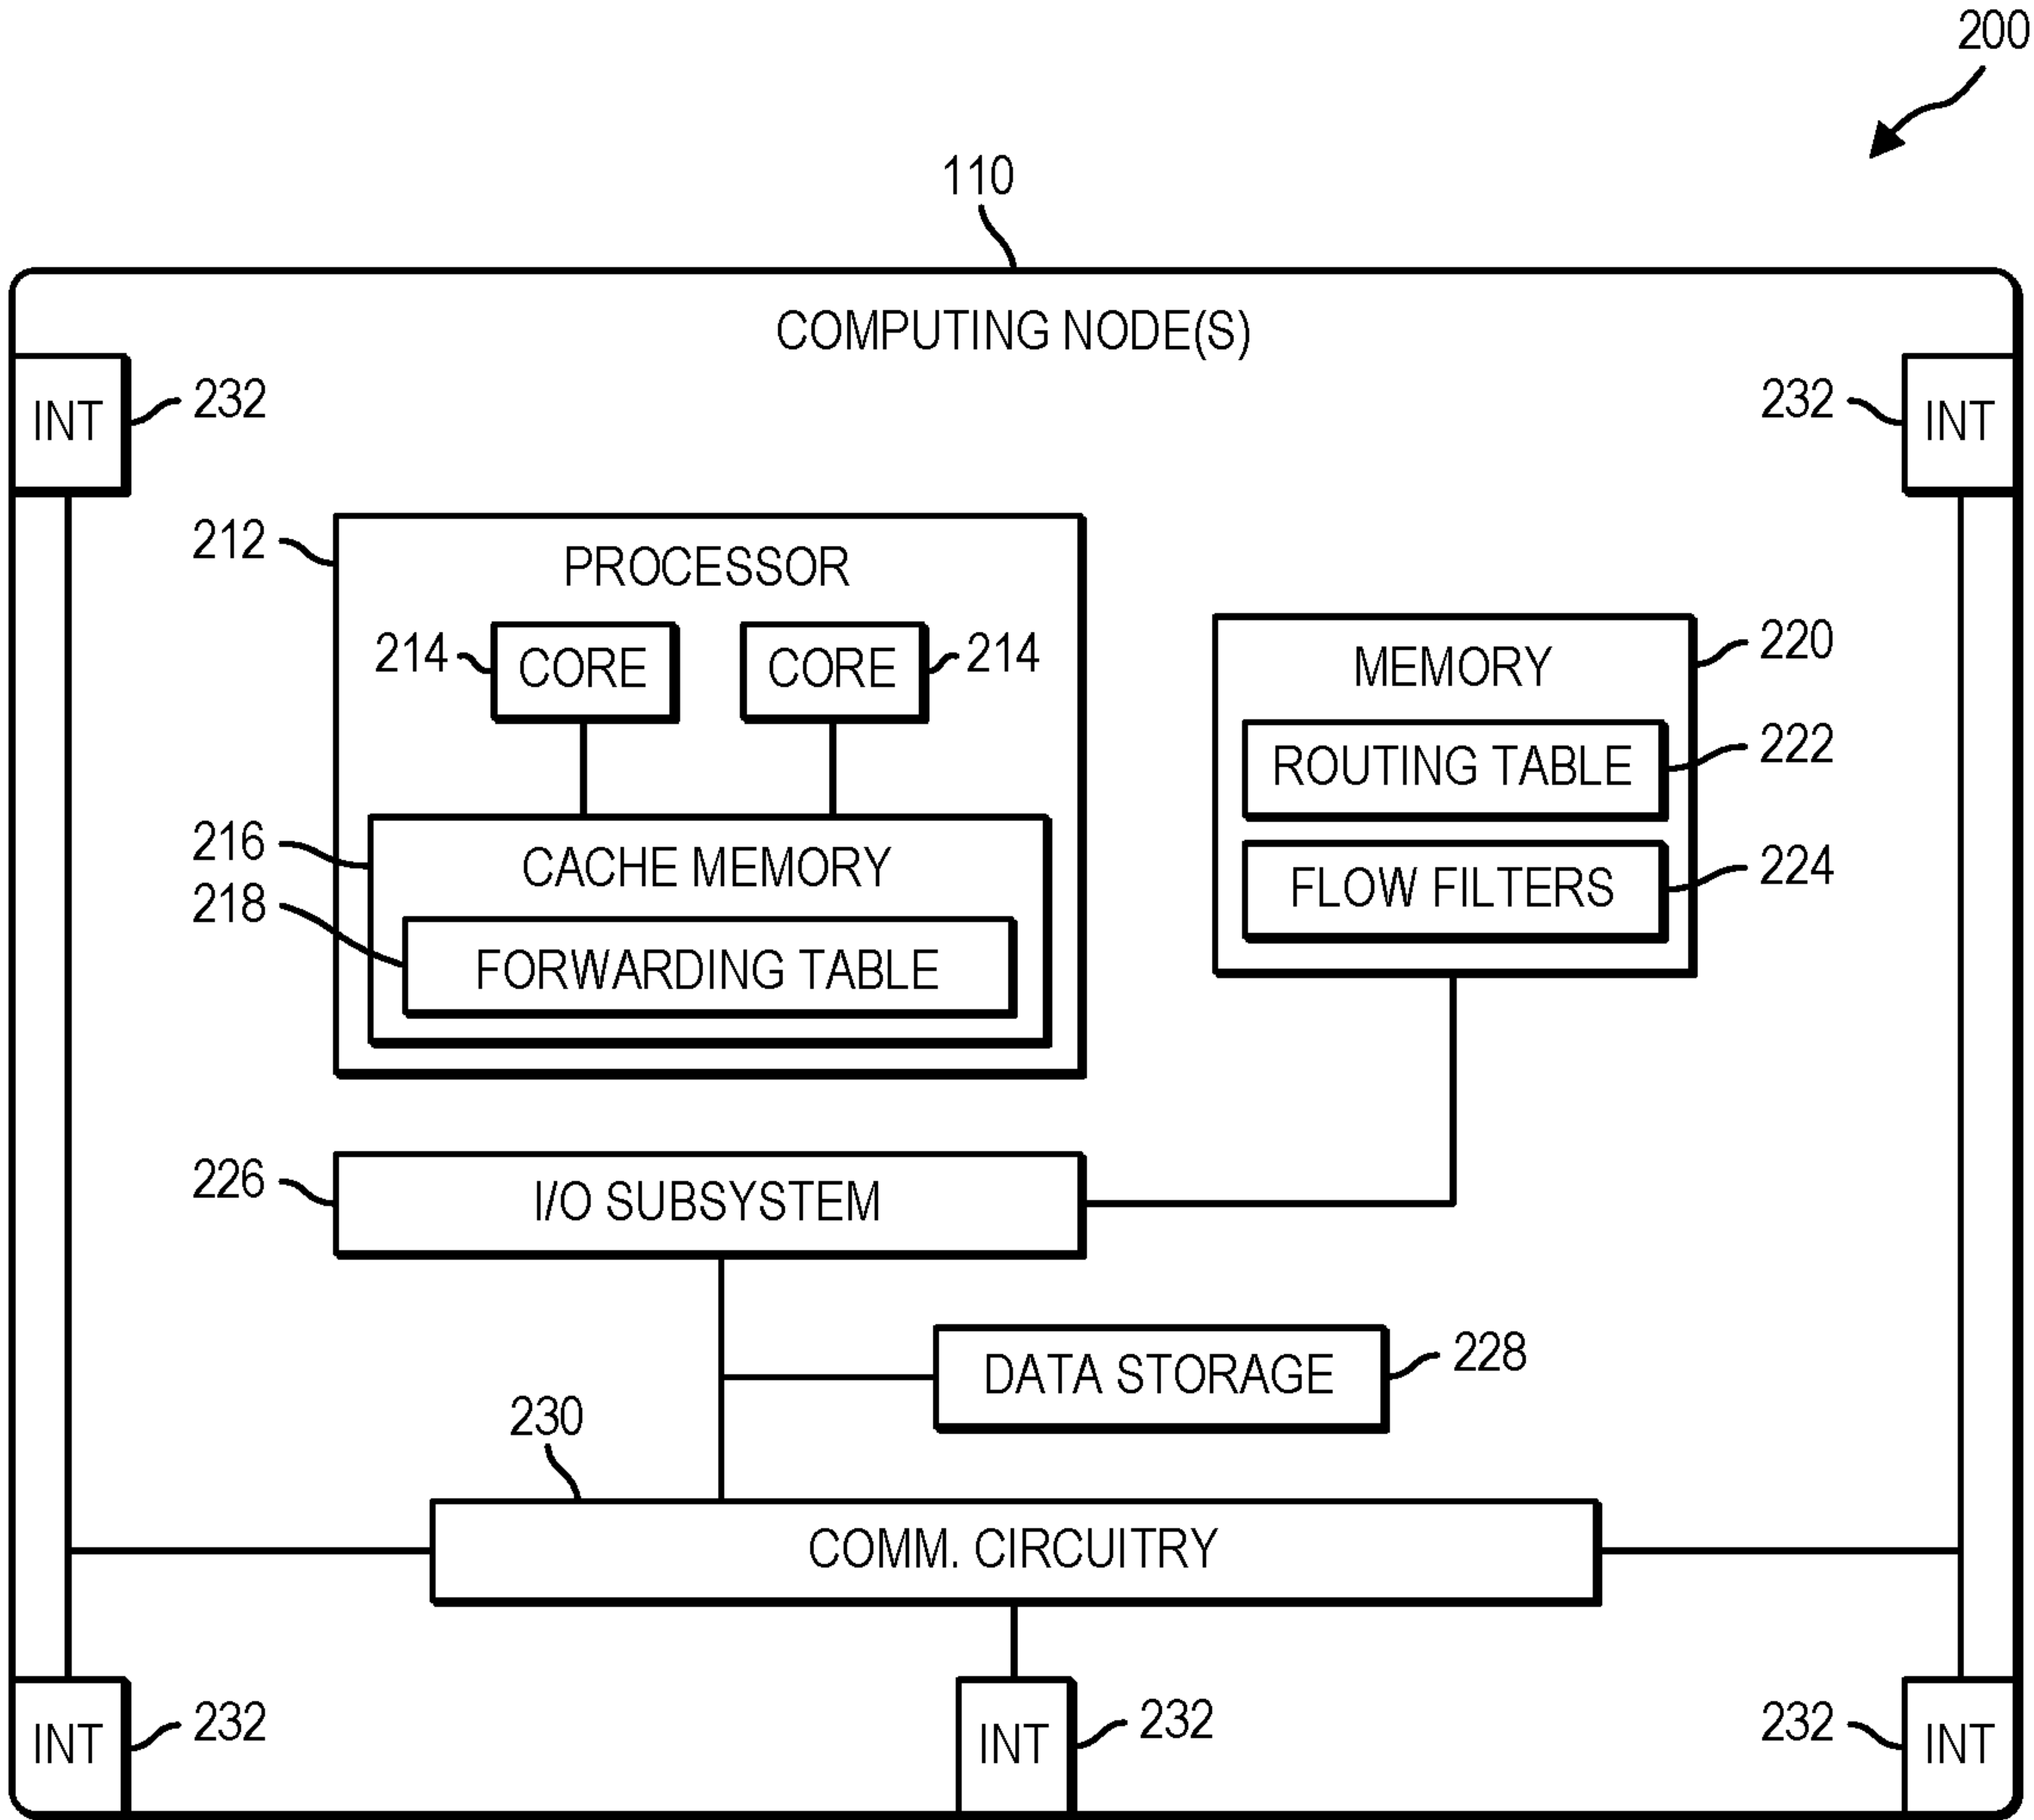 200
110
COMPUTING NODE(S)
INT
232
232
INT
212
PROCESSOR
214
CORE
CORE
214
220
MEMORY
222
ROUTING TABLE
216
CACHE MEMORY
224
FLOW FILTERS
218
FORWARDING TABLE
226
I/O SUBSYSTEM
DATA STORAGE
228
230
COMM. CIRCUITRY
INT
232
INT
232
232
INT